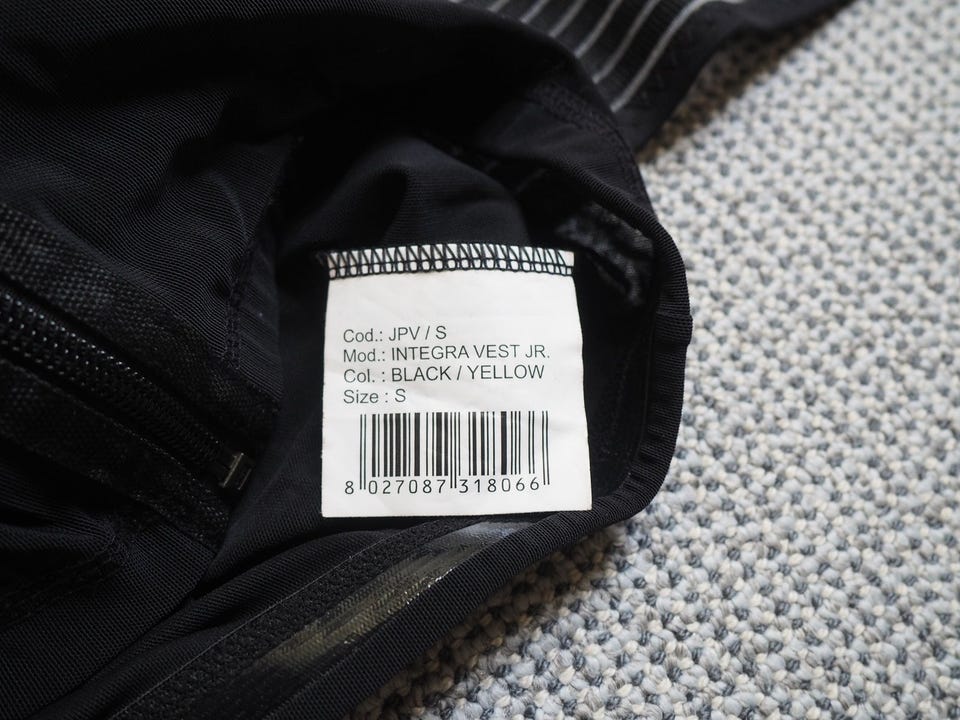 Cod.: JPV / S
Mod.: INTEGRA VEST JR.
Col. : BLACK / YELLOW
Size : S
8 027087 318066